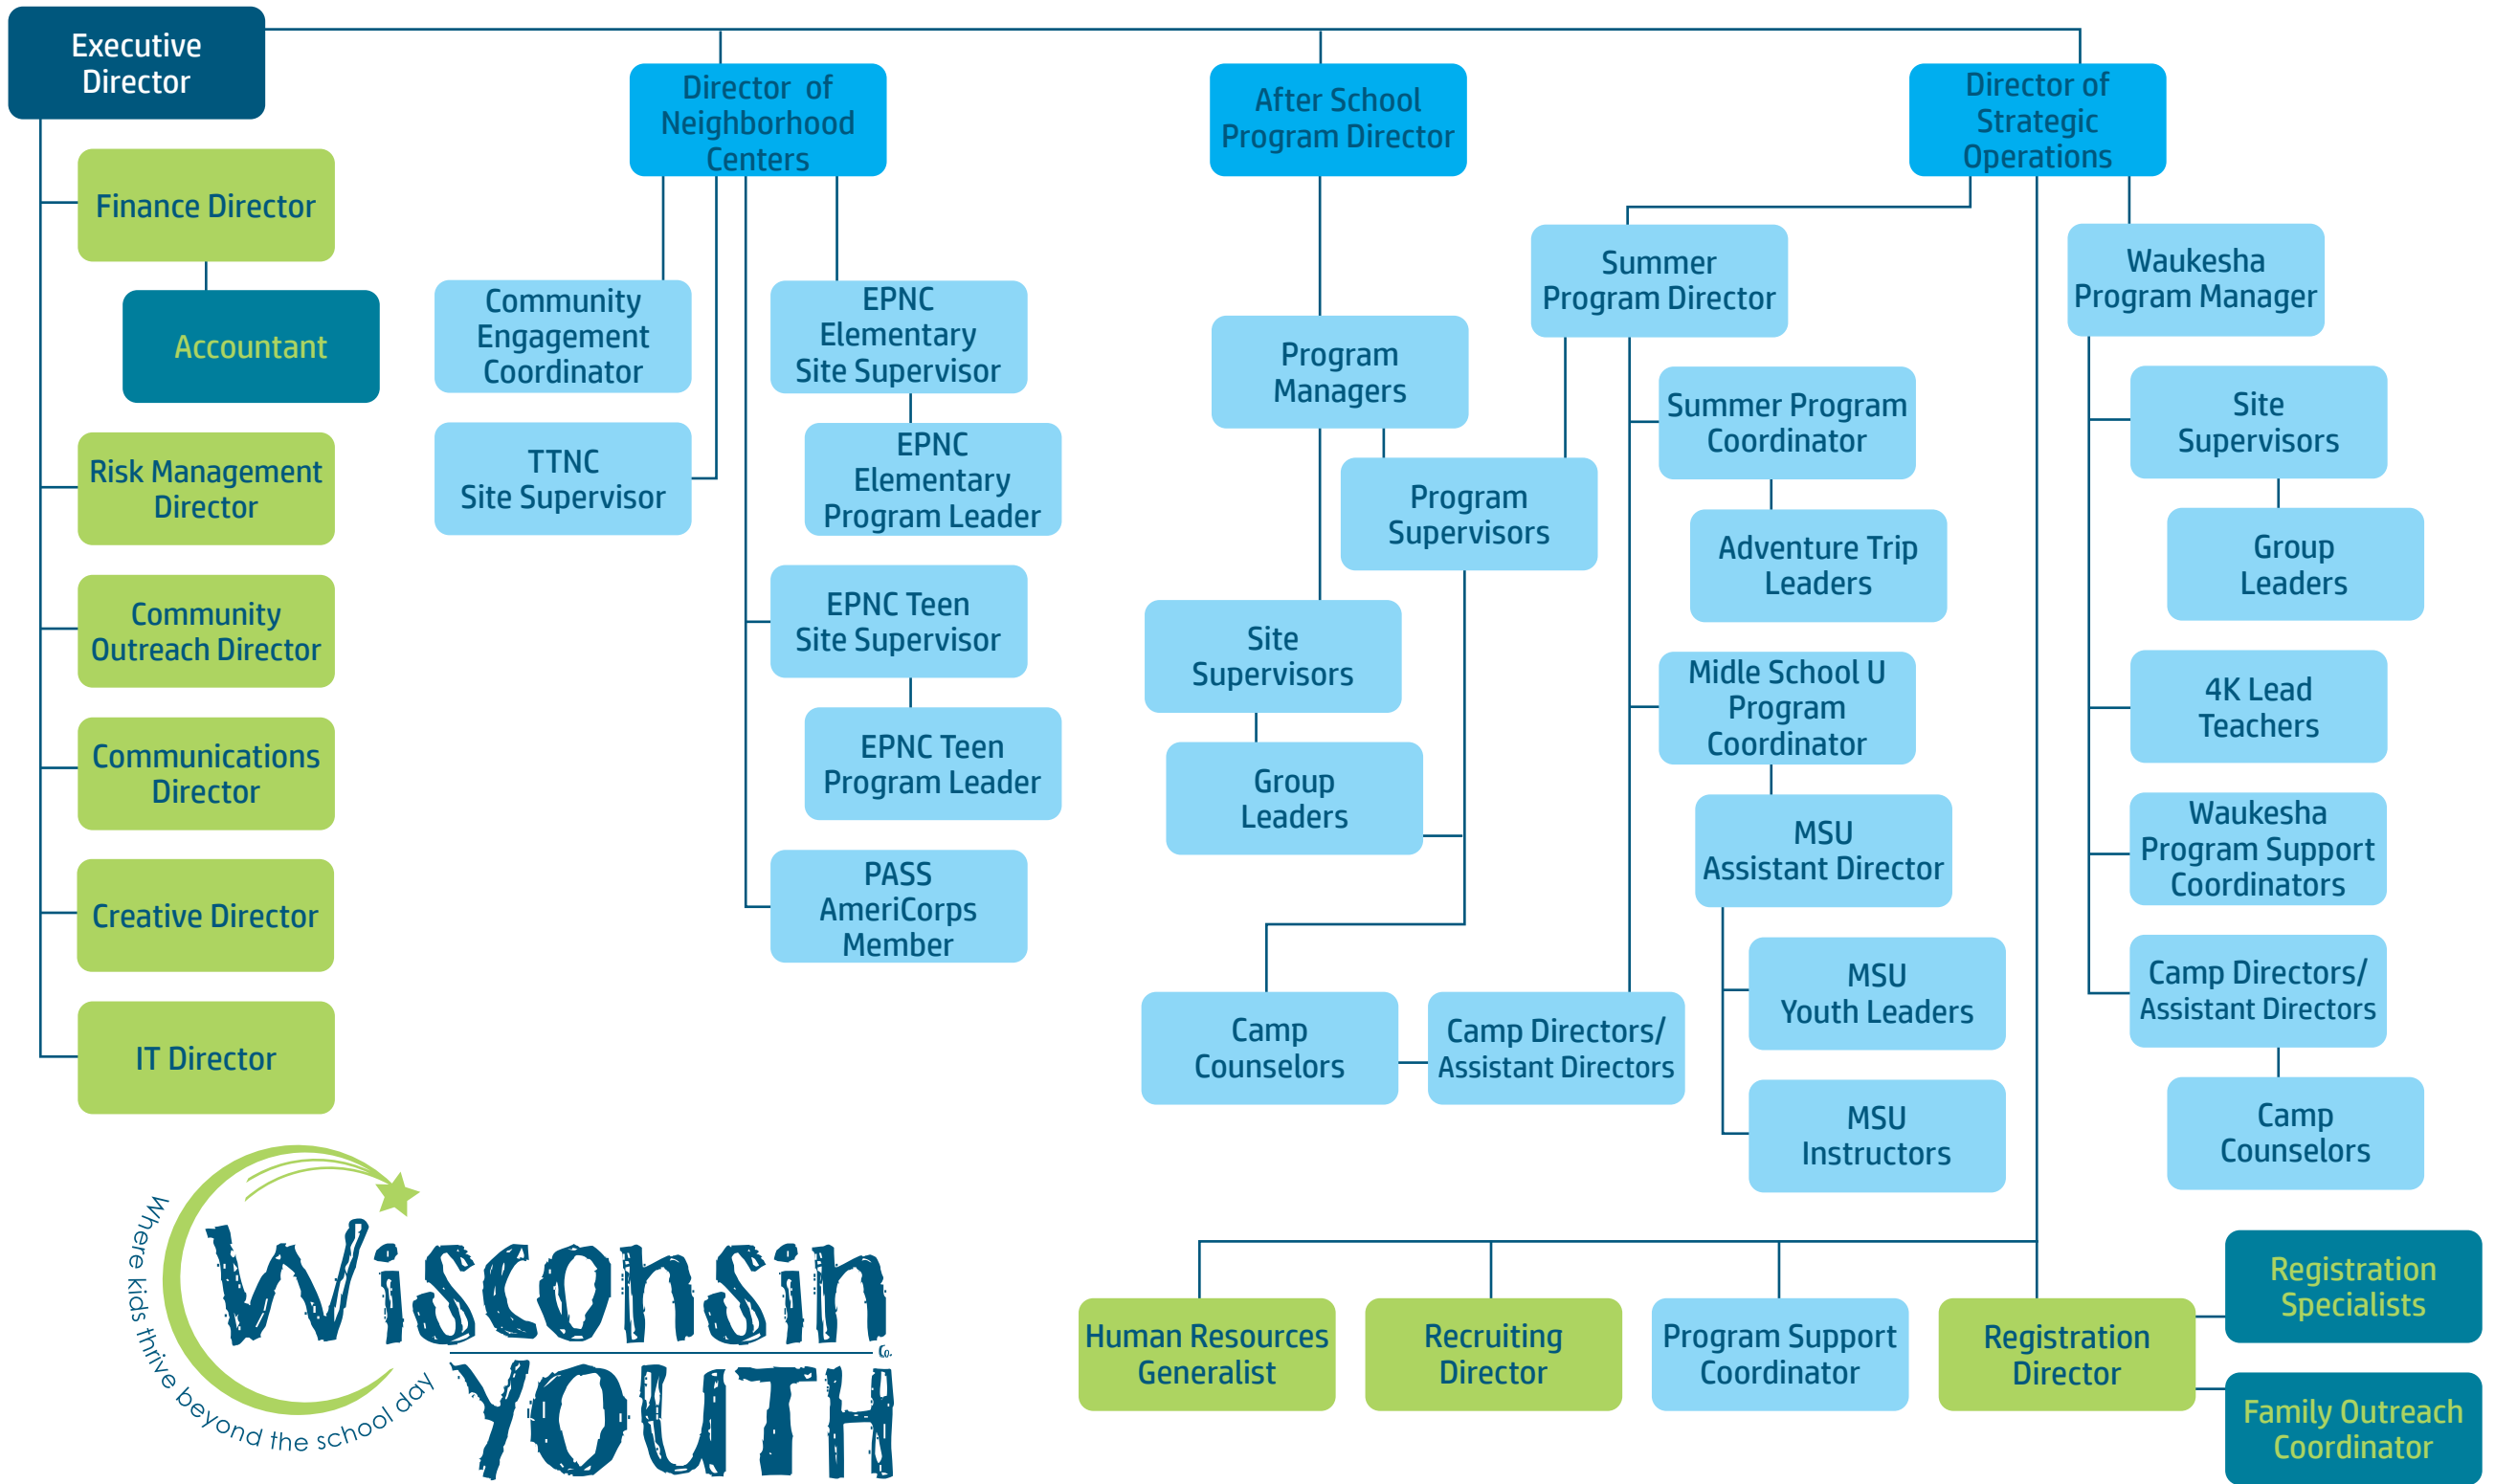 Executive
Director
Director of
Neighborhood
Centers
After School
Program Director
Director of
Strategic
Operations
Finance Director
Accountant
Risk Management
Director
Community
Outreach Director
Communications
Director
Creative Director
IT Director
Community
Engagement
Coordinator
TTNC
Site Supervisor
EPNC
Elementary
Site Supervisor
EPNC
Elementary
Program Leader
EPNC Teen
Site Supervisor
EPNC Teen
Program Leader
PASS
AmeriCorps
Member
Program
Managers
Program
Supervisors
Site
Supervisors
Group
Leaders
Camp
Counselors
Camp Directors/
Assistant Directors
Summer
Program Director
Summer Program
Coordinator
Adventure Trip
Leaders
Midle School U
Program
Coordinator
MSU
Assistant Director
MSU
Youth Leaders
MSU
Instructors
Waukesha
Program Manager
Site
Supervisors
Group
Leaders
4K Lead
Teachers
Waukesha
Program Support
Coordinators
Camp Directors/
Assistant Directors
Camp
Counselors
Human Resources
Generalist
Recruiting
Director
Program Support
Coordinator
Registration
Director
Registration
Specialists
Family Outreach
Coordinator
Where kids thrive beyond the school day
Wisconsin
Co.
YOUTH